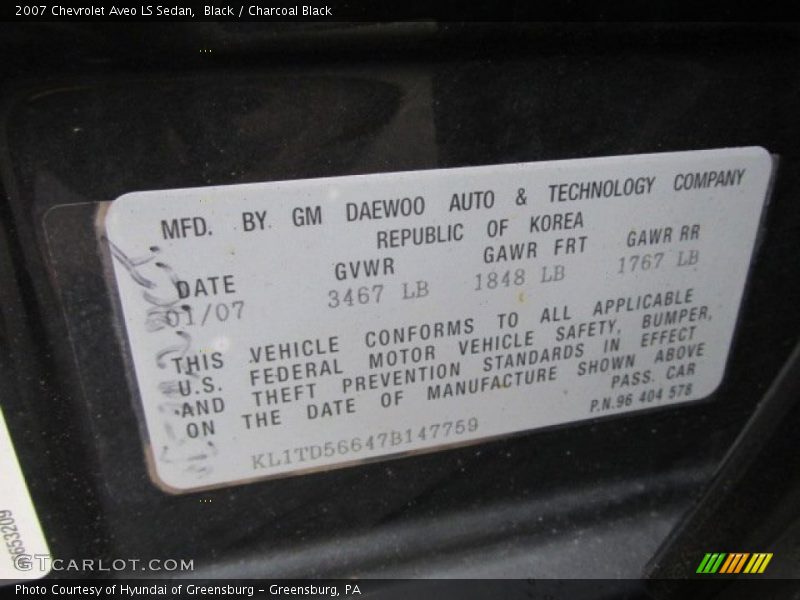 2007 Chevrolet Aveo LS Sedan, Black / Charcoal Black
MFD. BY GM DAEWOO AUTO & TECHNOLOGY COMPANY
REPUBLIC OF KOREA
DATE GVWR GAWR FRT GAWR RR
01/07 3467 LB 1848 LB 1767 LB
THIS VEHICLE CONFORMS TO ALL APPLICABLE
U.S. FEDERAL MOTOR VEHICLE SAFETY, BUMPER,
AND THEFT PREVENTION STANDARDS IN EFFECT
ON THE DATE OF MANUFACTURE SHOWN ABOVE
PASS. CAR
KL1TD56647B147759
P.N.96 404 578
GTCARLOT.COM
Photo Courtesy of Hyundai of Greensburg - Greensburg, PA